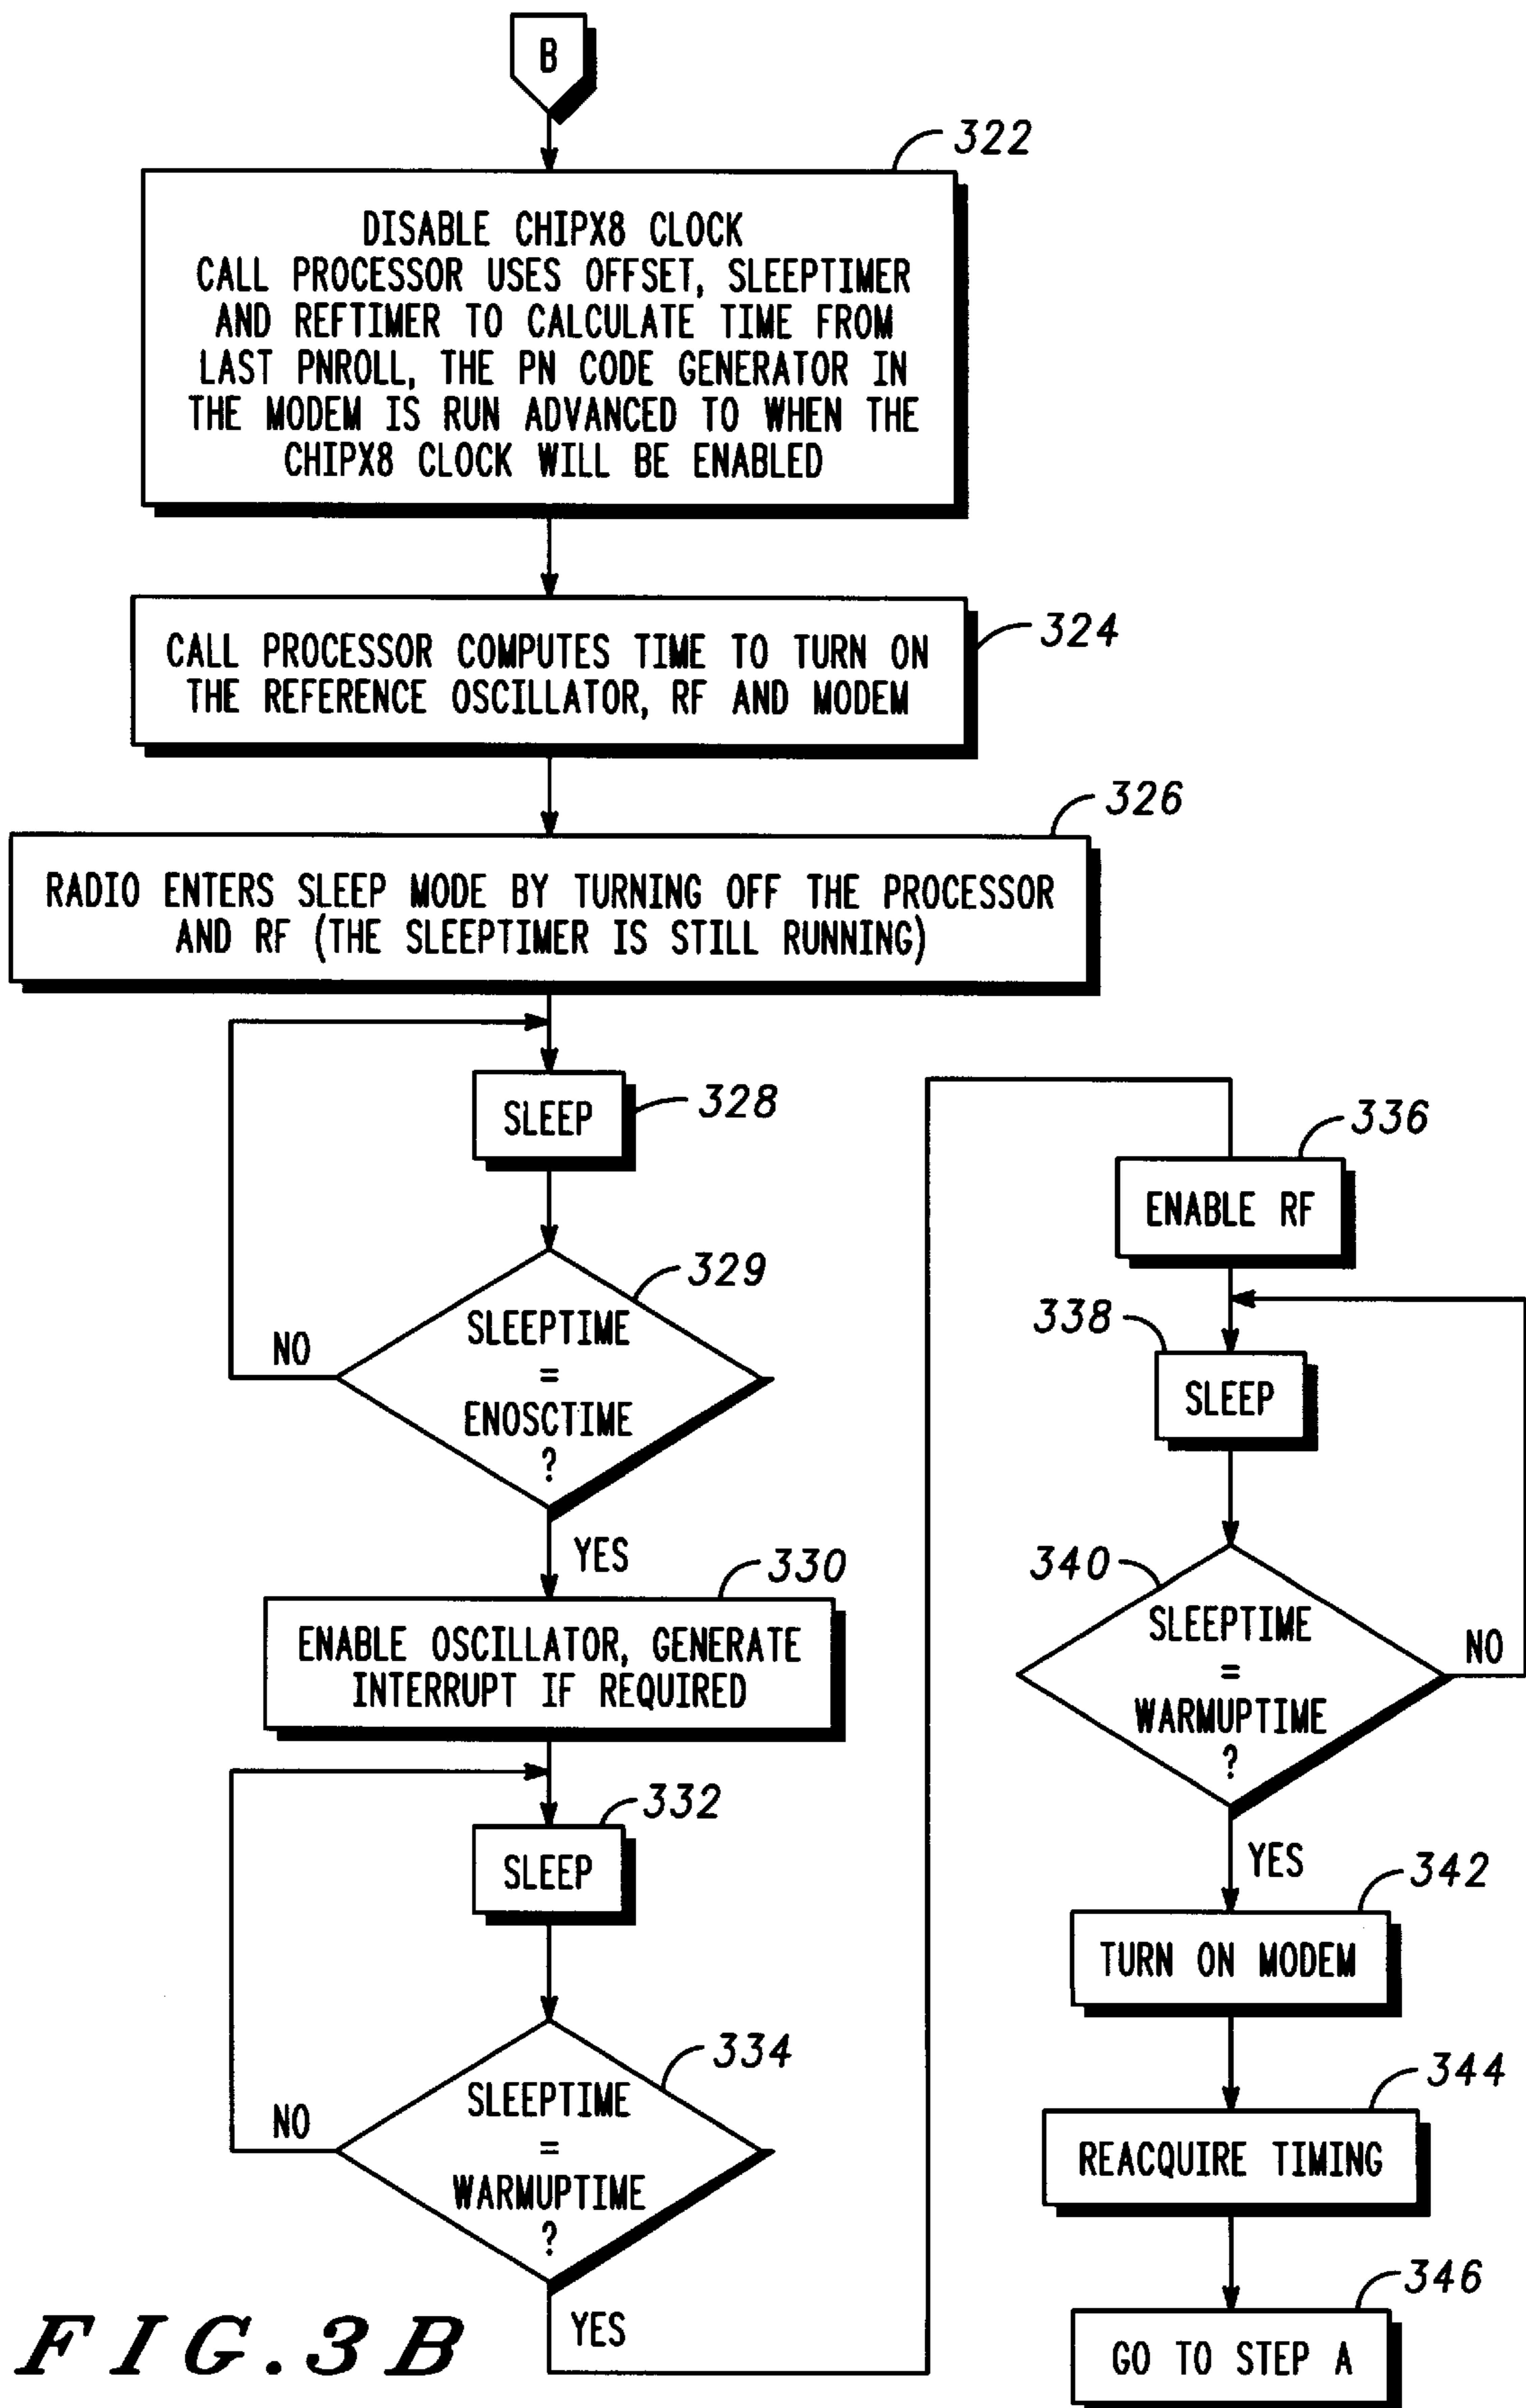 B
322
DISABLE CHIPX8 CLOCK
CALL PROCESSOR USES OFFSET, SLEEPTIMER
AND REFTIMER TO CALCULATE TIME FROM
LAST PNROLL, THE PN CODE GENERATOR IN
THE MODEM IS RUN ADVANCED TO WHEN THE
CHIPX8 CLOCK WILL BE ENABLED
324
CALL PROCESSOR COMPUTES TIME TO TURN ON
THE REFERENCE OSCILLATOR, RF AND MODEM
326
RADIO ENTERS SLEEP MODE BY TURNING OFF THE PROCESSOR
AND RF (THE SLEEPTIMER IS STILL RUNNING)
328
SLEEP
329
SLEEPTIME
=
ENOSCTIME
?
NO
YES
330
ENABLE OSCILLATOR, GENERATE
INTERRUPT IF REQUIRED
332
SLEEP
334
SLEEPTIME
=
WARMUPTIME
?
NO
YES
336
ENABLE RF
338
SLEEP
340
SLEEPTIME
=
WARMUPTIME
?
NO
YES
342
TURN ON MODEM
344
REACQUIRE TIMING
346
GO TO STEP A
FIG.3B